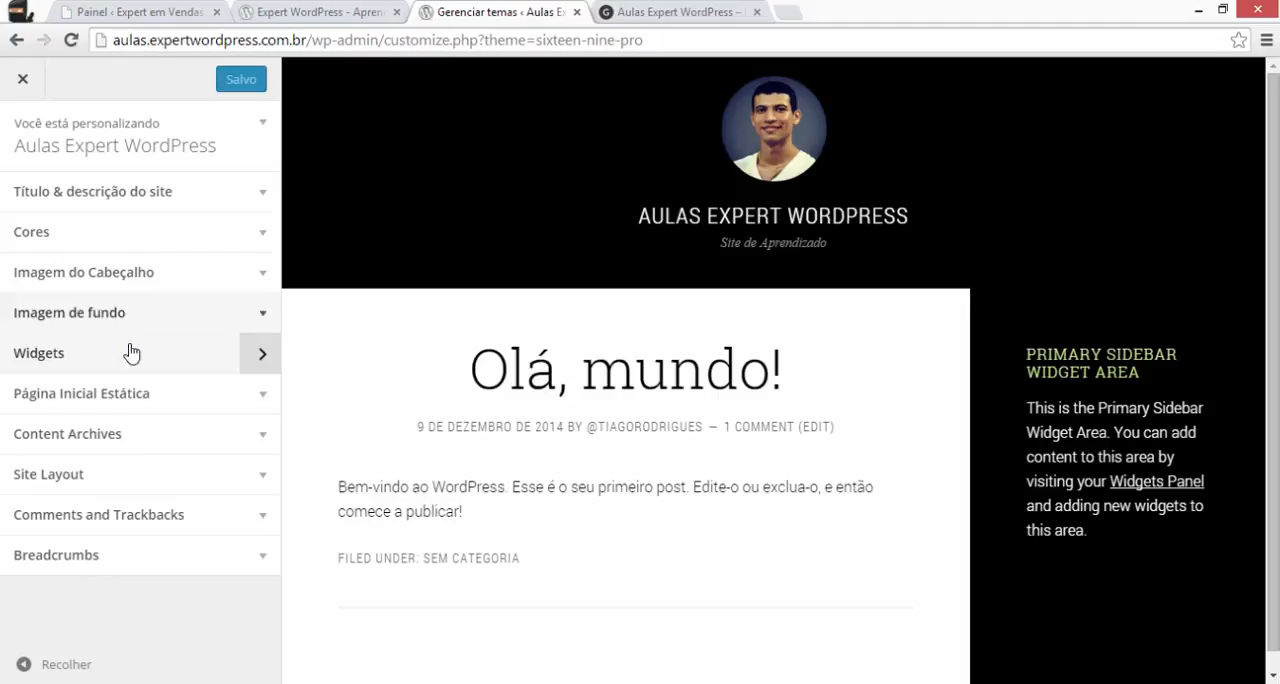 Painel ‹ Expert em Vendas
Expert WordPress - Apren
Gerenciar temas ‹ Aulas E
Aulas Expert WordPress –
aulas.expertwordpress.com.br/wp-admin/customize.php?theme=sixteen-nine-pro
Salvo
Você está personalizando
Aulas Expert WordPress
Título & descrição do site
Cores
Imagem do Cabeçalho
Imagem de fundo
Widgets
Página Inicial Estática
Content Archives
Site Layout
Comments and Trackbacks
Breadcrumbs
Recolher
AULAS EXPERT WORDPRESS
Site de Aprendizado
Olá, mundo!
9 DE DEZEMBRO DE 2014 BY @TIAGORODRIGUES — 1 COMMENT (EDIT)
Bem-vindo ao WordPress. Esse é o seu primeiro post. Edite-o ou exclua-o, e então
comece a publicar!
FILED UNDER: SEM CATEGORIA
PRIMARY SIDEBAR
WIDGET AREA
This is the Primary Sidebar
Widget Area. You can add
content to this area by
visiting your Widgets Panel
and adding new widgets to
this area.